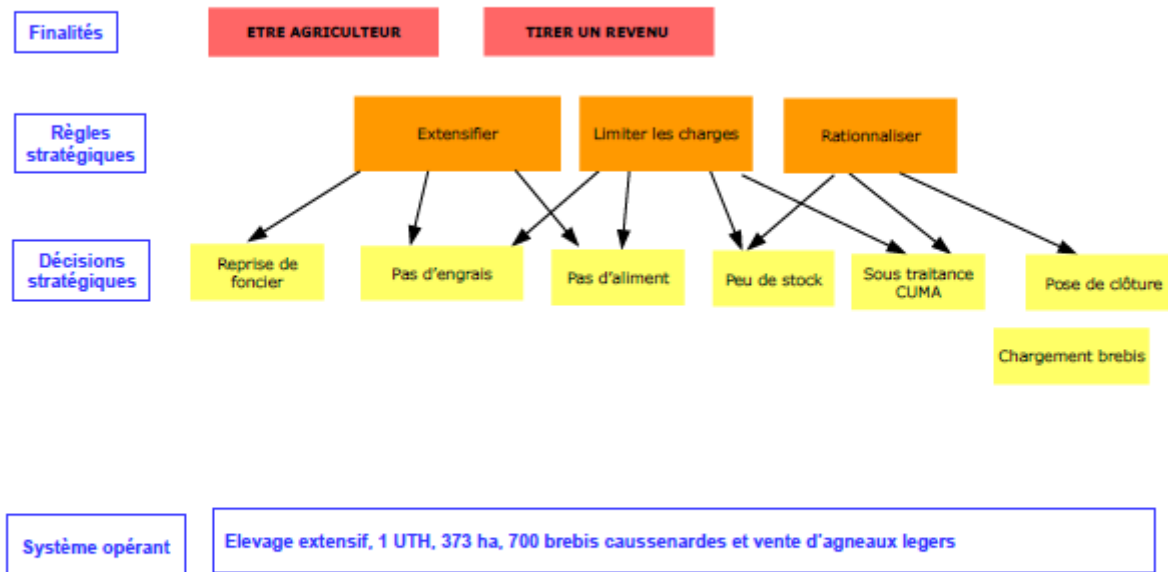 Finalités
ETRE AGRICULTEUR
TIRER UN REVENU
Règles
stratégiques
Extensifier
Limiter les charges
Rationnaliser
Décisions
stratégiques
Reprise de
foncier
Pas d'engrais
Pas d'aliment
Peu de stock
Sous traitance
CUMA
Pose de clôture
Chargement brebis
Système opérant
Elevage extensif, 1 UTH, 373 ha, 700 brebis caussenardes et vente d'agneaux legers